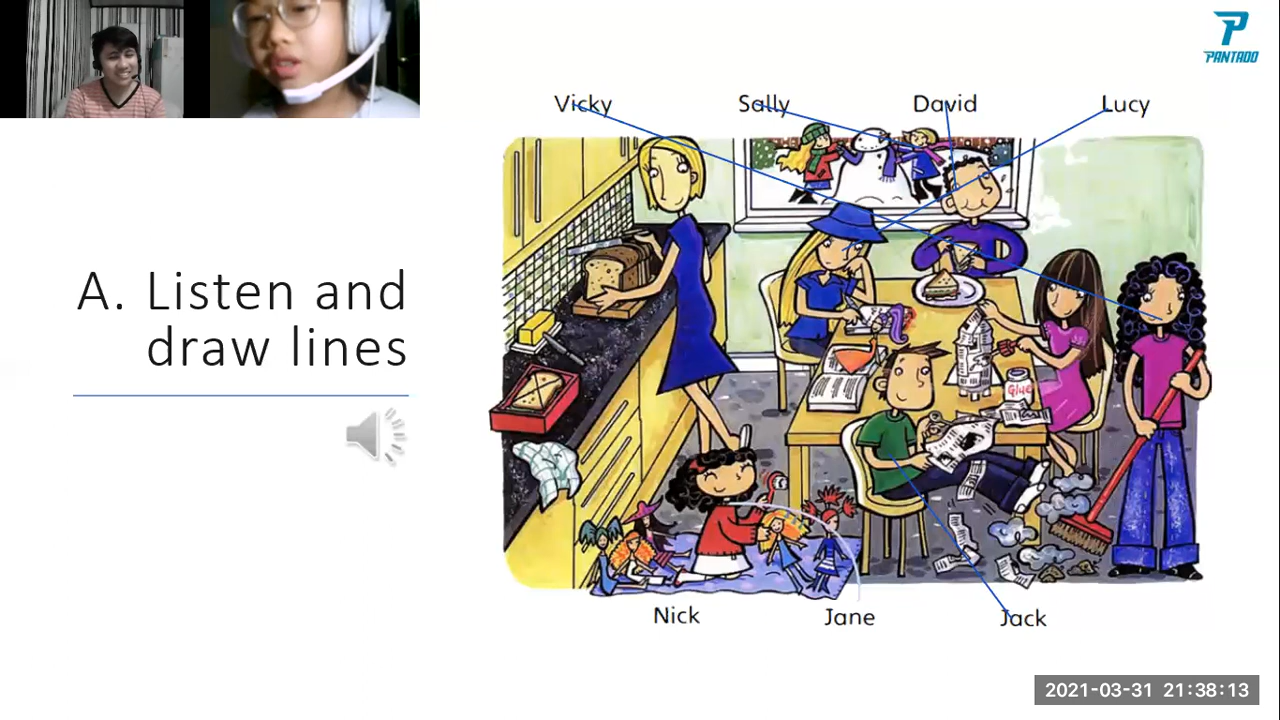 PANTADO
Vicky Sally David Lucy
A. Listen and
draw lines
Glue
Nick Jane Jack
2021-03-31 21:38:13